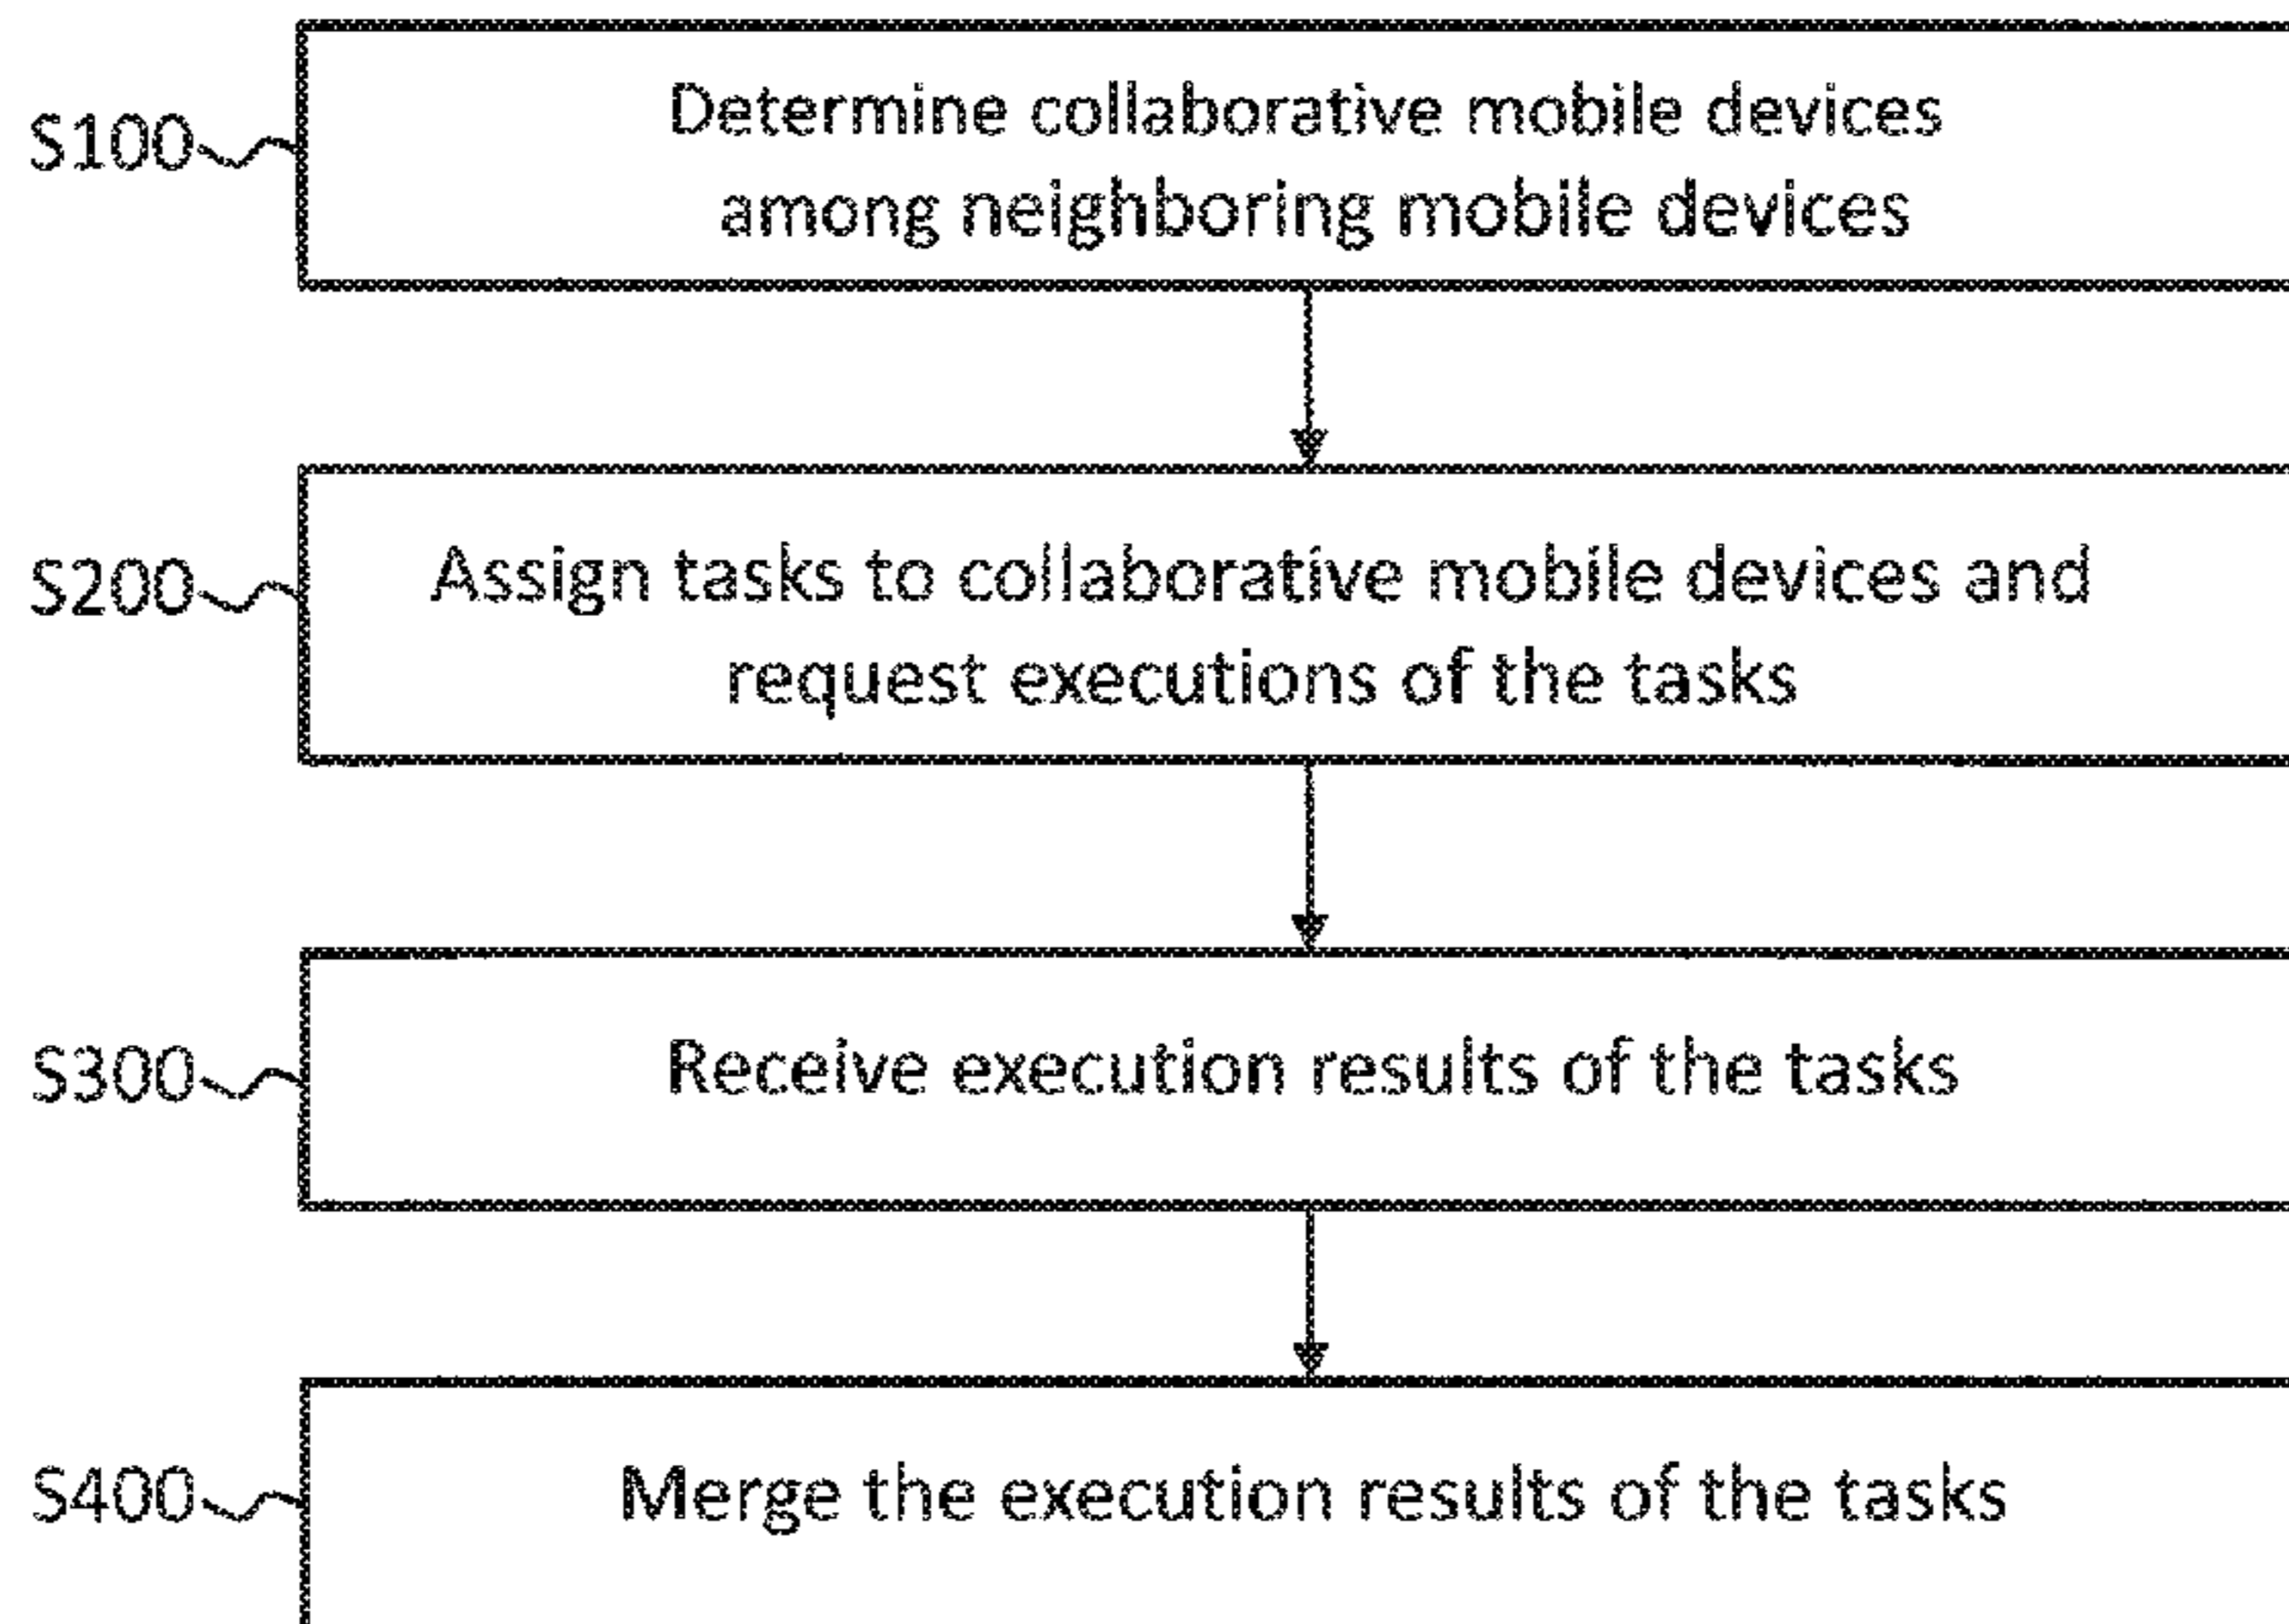 S100
Determine collaborative mobile devices
among neighboring mobile devices
S200
Assign tasks to collaborative mobile devices and
request executions of the tasks
S300
Receive execution results of the tasks
S400
Merge the execution results of the tasks